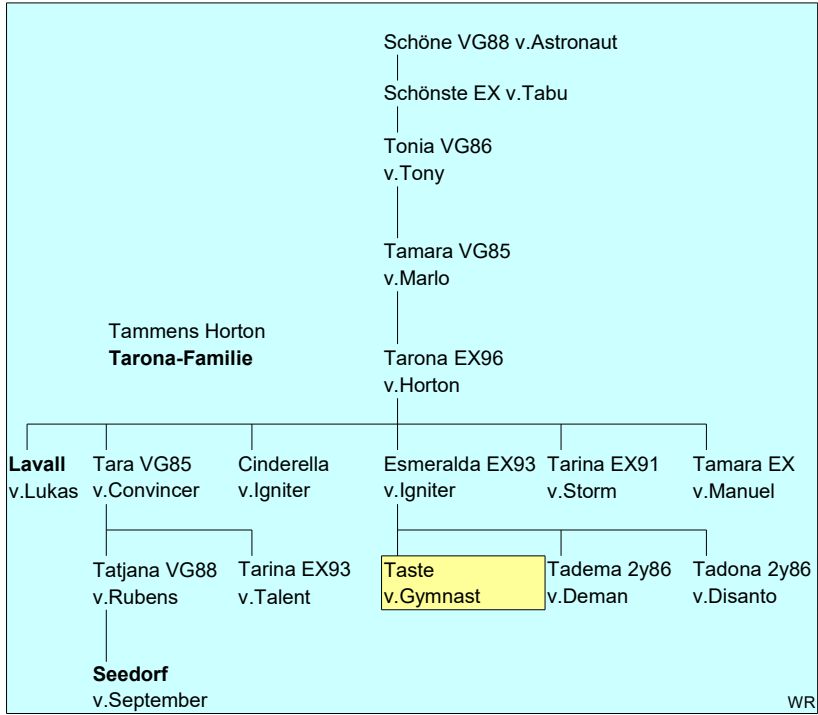 Schöne VG88 v.Astronaut
Schönste EX v.Tabu
Tonia VG86
v.Tony
Tamara VG85
v.Marlo
Tammens Horton
Tarona-Familie
Tarona EX96
v.Horton
Lavall
v.Lukas
Tara VG85
v.Convincer
Cinderella
v.Igniter
Esmeralda EX93
v.Igniter
Tarina EX91
v.Storm
Tamara EX
v.Manuel
Tatjana VG88
v.Rubens
Tarina EX93
v.Talent
Taste
v.Gymnast
Tadema 2y86
v.Deman
Tadona 2y86
v.Disanto
Seedorf
v.September
WR